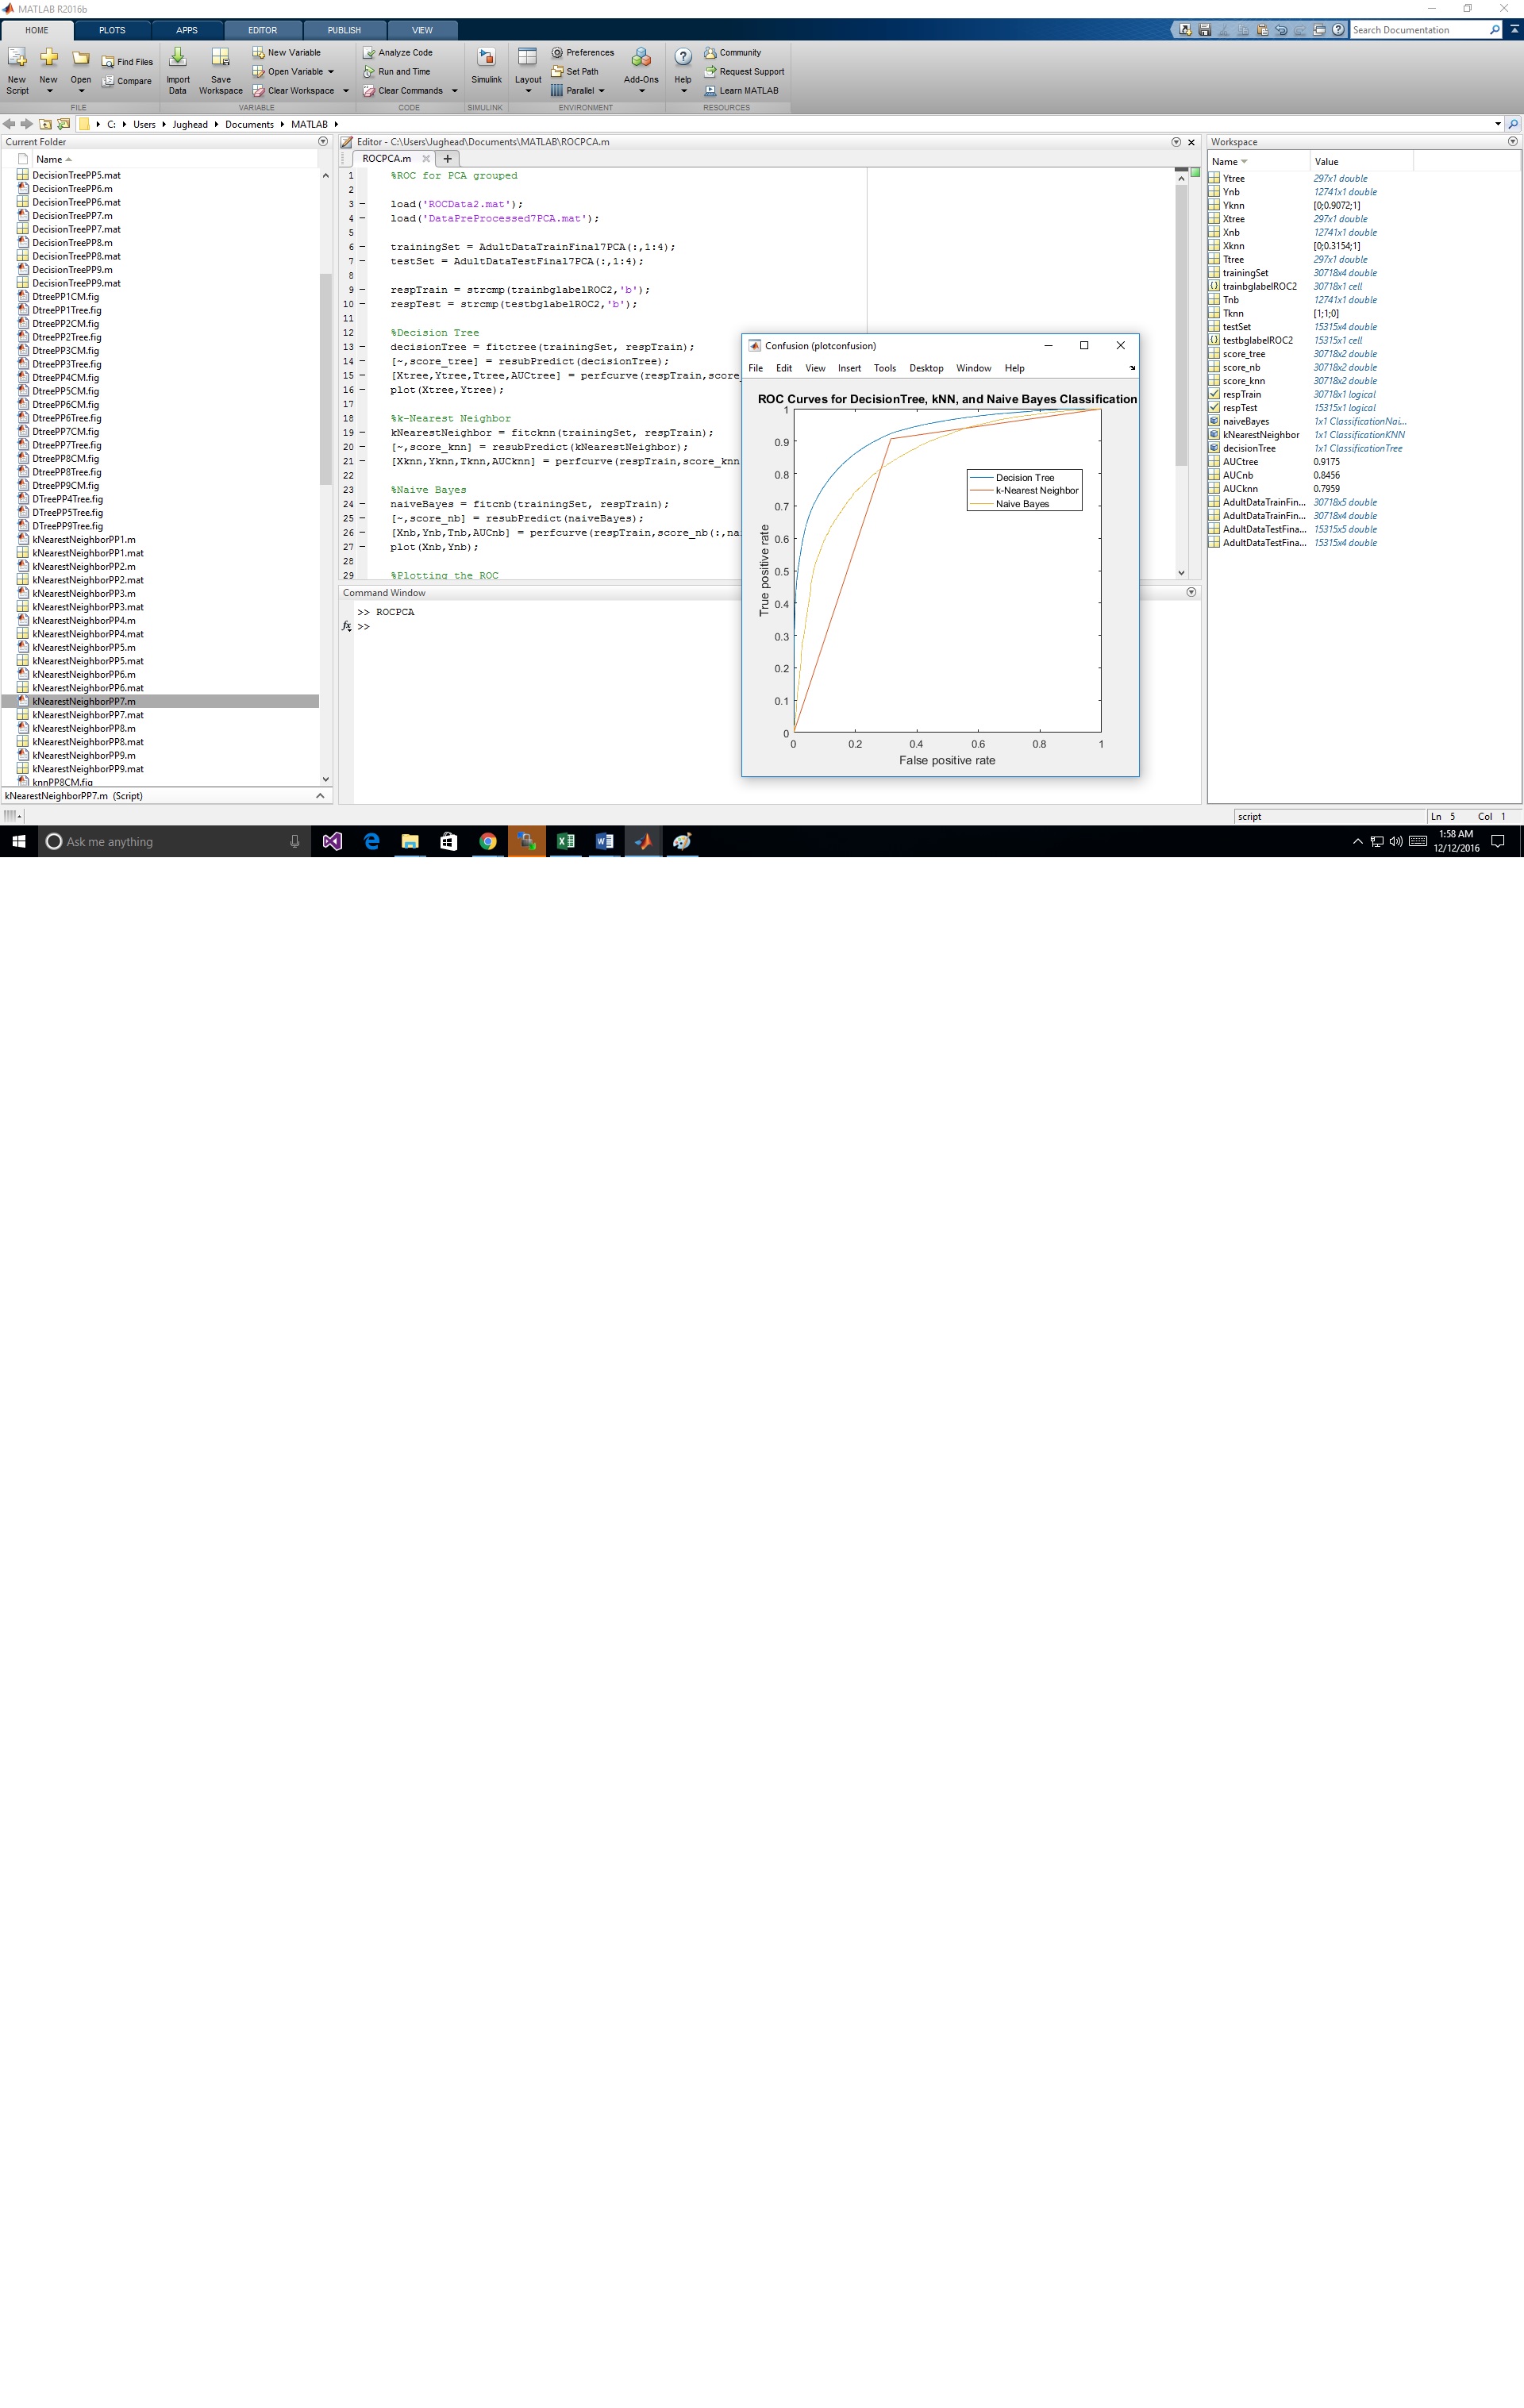 MATLAB R2016b
HOME PLOTS APPS EDITOR PUBLISH VIEW
Search Documentation
New Script
New
Open
Find Files
Compare
FILE
Import Data
Save Workspace
New Variable
Open Variable
Clear Workspace
VARIABLE
Analyze Code
Run and Time
Clear Commands
CODE
Simulink
SIMULINK
Layout
Preferences
Set Path
Parallel
Add-Ons
ENVIRONMENT
Help
Community
Request Support
Learn MATLAB
RESOURCES
C: Users Jughead Documents MATLAB
Current Folder
Name
DecisionTreePP5.mat
DecisionTreePP6.m
DecisionTreePP6.mat
DecisionTreePP7.m
DecisionTreePP7.mat
DecisionTreePP8.m
DecisionTreePP8.mat
DecisionTreePP9.m
DecisionTreePP9.mat
DtreePP1CM.fig
DtreePP1Tree.fig
DtreePP2CM.fig
DtreePP2Tree.fig
DtreePP3CM.fig
DtreePP3Tree.fig
DtreePP4CM.fig
DtreePP5CM.fig
DtreePP6CM.fig
DtreePP6Tree.fig
DtreePP7CM.fig
DtreePP7Tree.fig
DtreePP8CM.fig
DtreePP8Tree.fig
DtreePP9CM.fig
DTreePP4Tree.fig
DTreePP5Tree.fig
DTreePP9Tree.fig
kNearestNeighborPP1.m
kNearestNeighborPP1.mat
kNearestNeighborPP2.m
kNearestNeighborPP2.mat
kNearestNeighborPP3.m
kNearestNeighborPP3.mat
kNearestNeighborPP4.m
kNearestNeighborPP4.mat
kNearestNeighborPP5.m
kNearestNeighborPP5.mat
kNearestNeighborPP6.m
kNearestNeighborPP6.mat
kNearestNeighborPP7.m
kNearestNeighborPP7.mat
kNearestNeighborPP8.m
kNearestNeighborPP8.mat
kNearestNeighborPP9.m
kNearestNeighborPP9.mat
knnPP8CM.fig
kNearestNeighborPP7.m (Script)
Editor - C:\Users\Jughead\Documents\MATLAB\ROCPCA.m
ROCPCA.m
1 %ROC for PCA grouped
2
3 – load('ROCData2.mat');
4 – load('DataPreProcessed7PCA.mat');
5
6 – trainingSet = AdultDataTrainFinal7PCA(:,1:4);
7 – testSet = AdultDataTestFinal7PCA(:,1:4);
8
9 – respTrain = strcmp(trainbglabelROC2,'b');
10 – respTest = strcmp(testbglabelROC2,'b');
11
12 %Decision Tree
13 – decisionTree = fitctree(trainingSet, respTrain);
14 – [~,score_tree] = resubPredict(decisionTree);
15 – [Xtree,Ytree,Ttree,AUCtree] = perfcurve(respTrain,score_
16 – plot(Xtree,Ytree);
17
18 %k-Nearest Neighbor
19 – kNearestNeighbor = fitcknn(trainingSet, respTrain);
20 – [~,score_knn] = resubPredict(kNearestNeighbor);
21 – [Xknn,Yknn,Tknn,AUCknn] = perfcurve(respTrain,score_knn
22
23 %Naive Bayes
24 – naiveBayes = fitcnb(trainingSet, respTrain);
25 – [~,score_nb] = resubPredict(naiveBayes);
26 – [Xnb,Ynb,Tnb,AUCnb] = perfcurve(respTrain,score_nb(:,nai
27 – plot(Xnb,Ynb);
28
29 %Plotting the ROC
Command Window
>> ROCPCA
fx >>
Confusion (plotconfusion)
File Edit View Insert Tools Desktop Window Help
ROC Curves for DecisionTree, kNN, and Naive Bayes Classification
1
0.9
0.8
0.7
0.6
0.5
0.4
0.3
0.2
0.1
0
True positive rate
Decision Tree
k-Nearest Neighbor
Naive Bayes
0 0.2 0.4 0.6 0.8 1
False positive rate
Workspace
Name Value
Ytree 297x1 double
Ynb 12741x1 double
Yknn [0;0.9072;1]
Xtree 297x1 double
Xnb 12741x1 double
Xknn [0;0.3154;1]
Ttree 297x1 double
trainingSet 30718x4 double
trainbglabelROC2 30718x1 cell
Tnb 12741x1 double
Tknn [1;1;0]
testSet 15315x4 double
testbglabelROC2 15315x1 cell
score_tree 30718x2 double
score_nb 30718x2 double
score_knn 30718x2 double
respTrain 30718x1 logical
respTest 15315x1 logical
naiveBayes 1x1 ClassificationNai...
kNearestNeighbor 1x1 ClassificationKNN
decisionTree 1x1 ClassificationTree
AUCtree 0.9175
AUCnb 0.8456
AUCknn 0.7959
AdultDataTrainFin... 30718x5 double
AdultDataTrainFin... 30718x4 double
AdultDataTestFina... 15315x5 double
AdultDataTestFina... 15315x4 double
script Ln 5 Col 1
Ask me anything
1:58 AM
12/12/2016